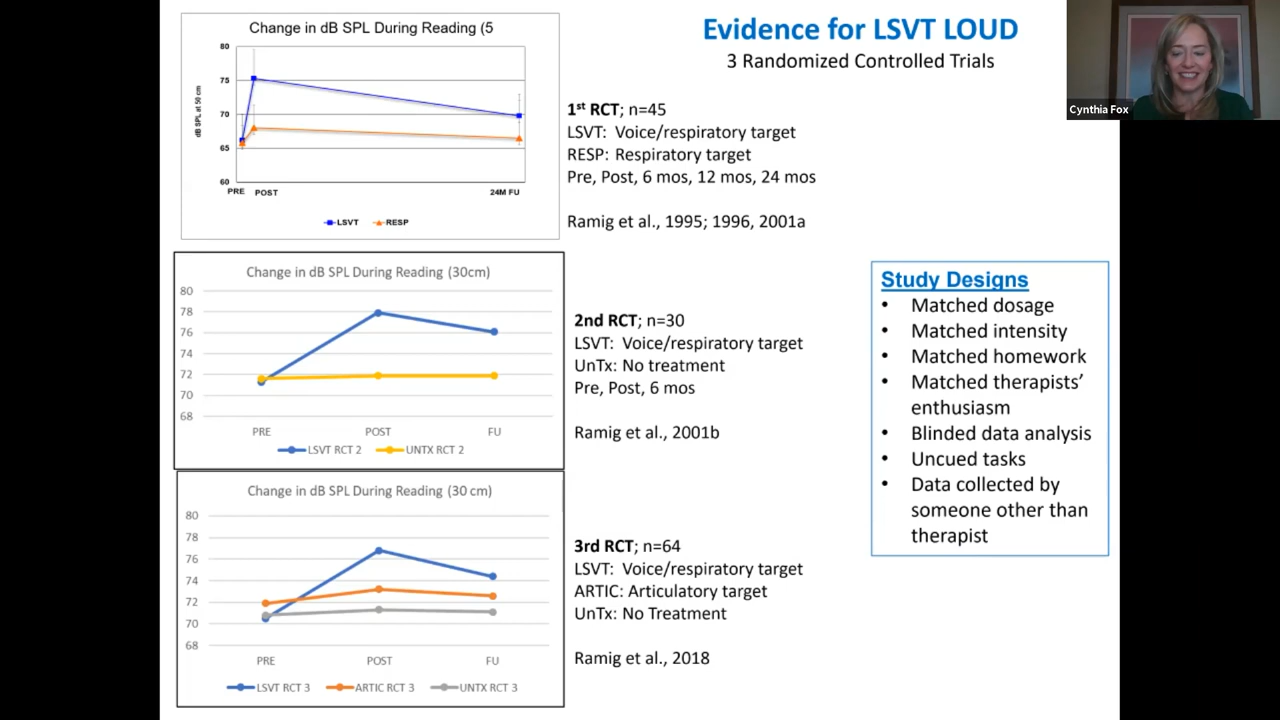 Change in dB SPL During Reading (5
80
75
70
65
60
dB SPL at 50 cm
PRE
POST
24M FU
LSVT
RESP
Evidence for LSVT LOUD
3 Randomized Controlled Trials
1st RCT; n=45
LSVT: Voice/respiratory target
RESP: Respiratory target
Pre, Post, 6 mos, 12 mos, 24 mos
Ramig et al., 1995; 1996, 2001a
Cynthia Fox
Change in dB SPL During Reading (30cm)
80
78
76
74
72
70
68
PRE
POST
FU
LSVT RCT 2
UNTX RCT 2
2nd RCT; n=30
LSVT: Voice/respiratory target
UnTx: No treatment
Pre, Post, 6 mos
Ramig et al., 2001b
Study Designs
• Matched dosage
• Matched intensity
• Matched homework
• Matched therapists’
enthusiasm
• Blinded data analysis
• Uncued tasks
• Data collected by
someone other than
therapist
Change in dB SPL During Reading (30 cm)
80
78
76
74
72
70
68
PRE
POST
FU
LSVT RCT 3
ARTIC RCT 3
UNTX RCT 3
3rd RCT; n=64
LSVT: Voice/respiratory target
ARTIC: Articulatory target
UnTx: No Treatment
Ramig et al., 2018